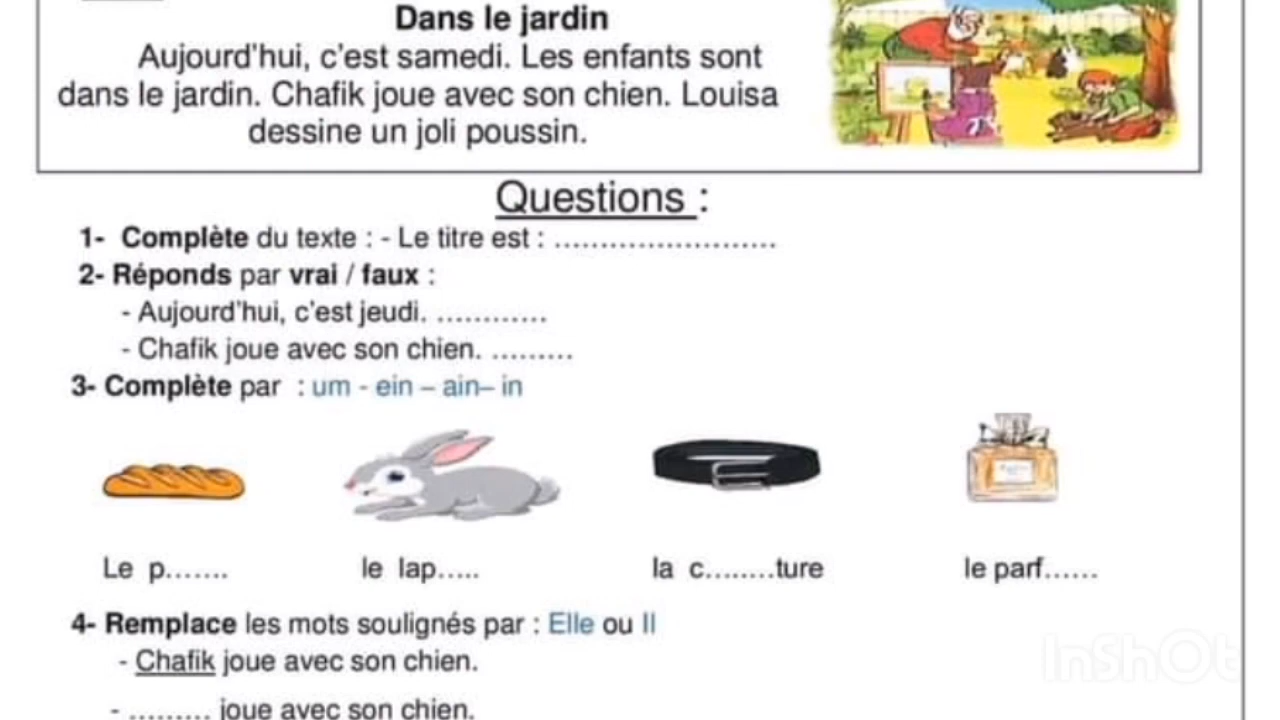 Dans le jardin
Aujourd'hui, c'est samedi. Les enfants sont
dans le jardin. Chafik joue avec son chien. Louisa
dessine un joli poussin.
Questions :
1- Complète du texte : - Le titre est : ........................
2- Réponds par vrai / faux :
- Aujourd'hui, c'est jeudi. ............
- Chafik joue avec son chien. .........
3- Complète par : um - ein – ain– in
Le p....... le lap..... la c........ture le parf......
4- Remplace les mots soulignés par : Elle ou Il
- Chafik joue avec son chien.
- ......... joue avec son chien.
InShOt